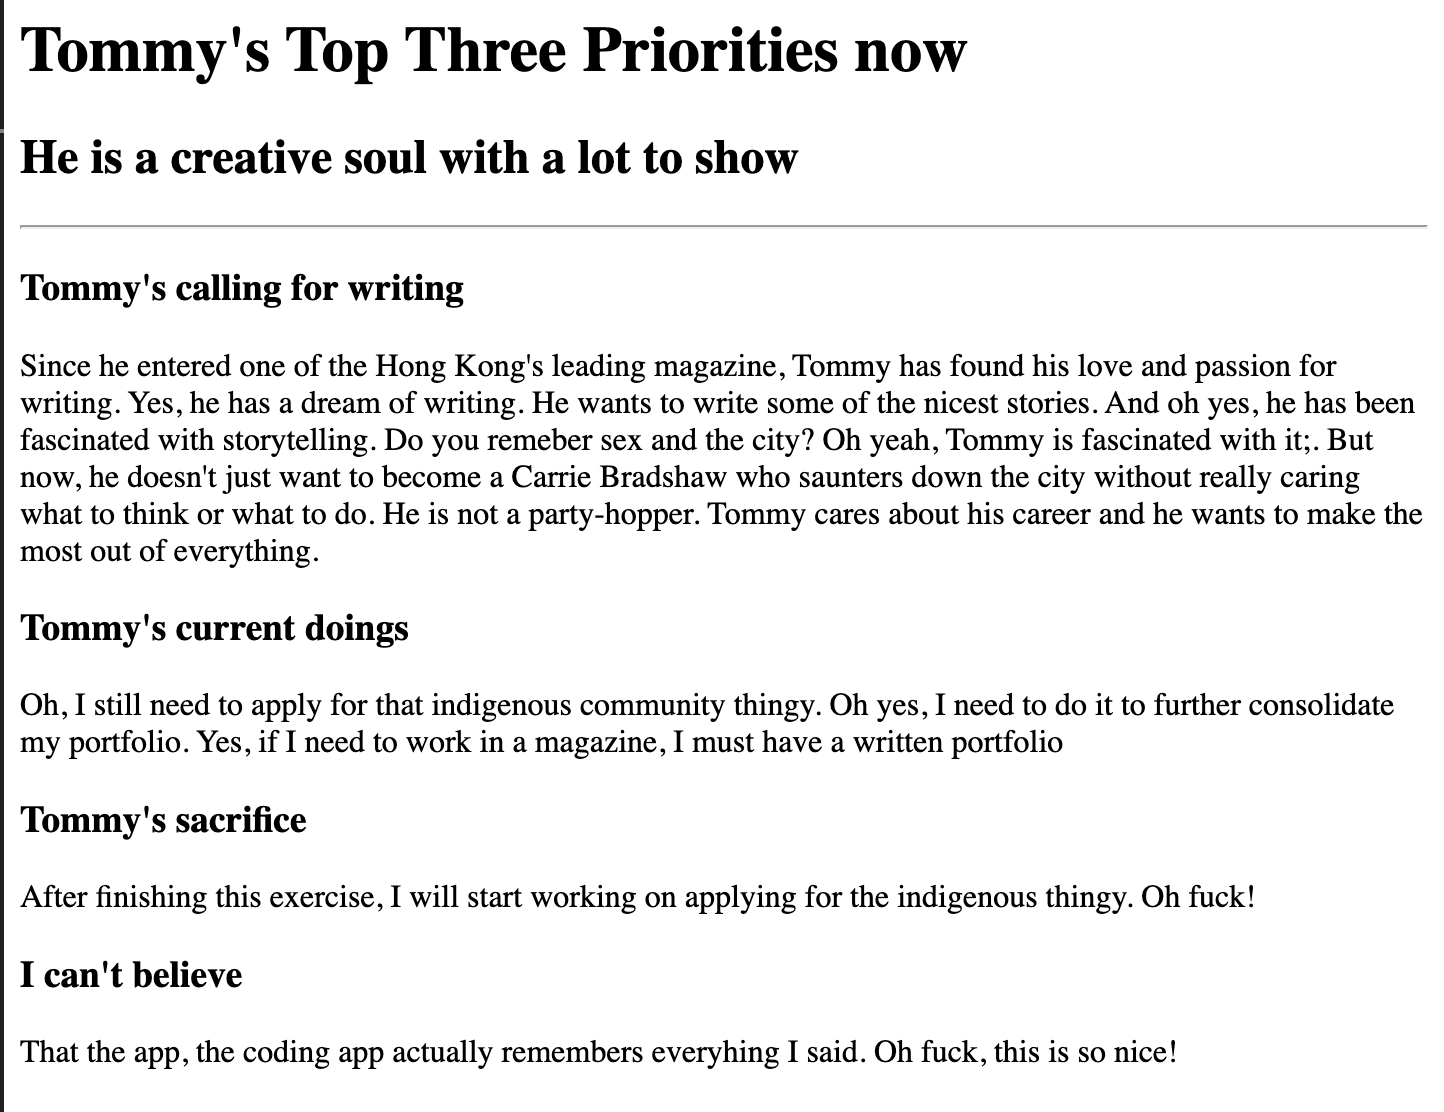 Tommy's Top Three Priorities now
He is a creative soul with a lot to show
Tommy's calling for writing
Since he entered one of the Hong Kong's leading magazine, Tommy has found his love and passion for
writing. Yes, he has a dream of writing. He wants to write some of the nicest stories. And oh yes, he has been
fascinated with storytelling. Do you remeber sex and the city? Oh yeah, Tommy is fascinated with it;. But
now, he doesn't just want to become a Carrie Bradshaw who saunters down the city without really caring
what to think or what to do. He is not a party-hopper. Tommy cares about his career and he wants to make the
most out of everything.
Tommy's current doings
Oh, I still need to apply for that indigenous community thingy. Oh yes, I need to do it to further consolidate
my portfolio. Yes, if I need to work in a magazine, I must have a written portfolio
Tommy's sacrifice
After finishing this exercise, I will start working on applying for the indigenous thingy. Oh fuck!
I can't believe
That the app, the coding app actually remembers everyhing I said. Oh fuck, this is so nice!